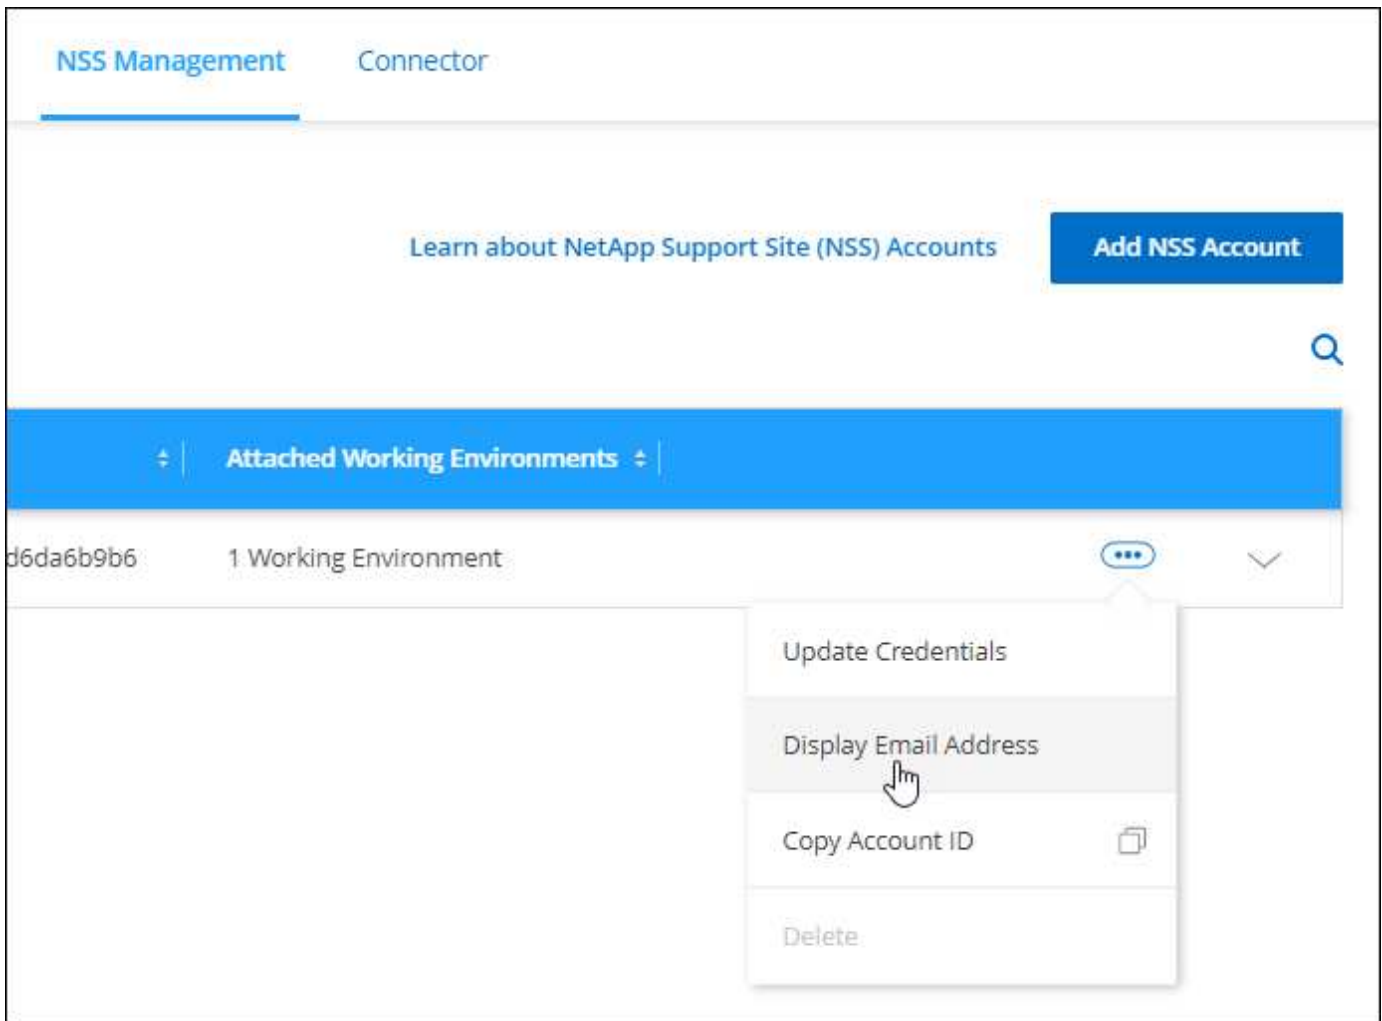 NSS Management Connector
Learn about NetApp Support Site (NSS) Accounts Add NSS Account
Attached Working Environments
d6da6b9b6 1 Working Environment
Update Credentials
Display Email Address
Copy Account ID
Delete